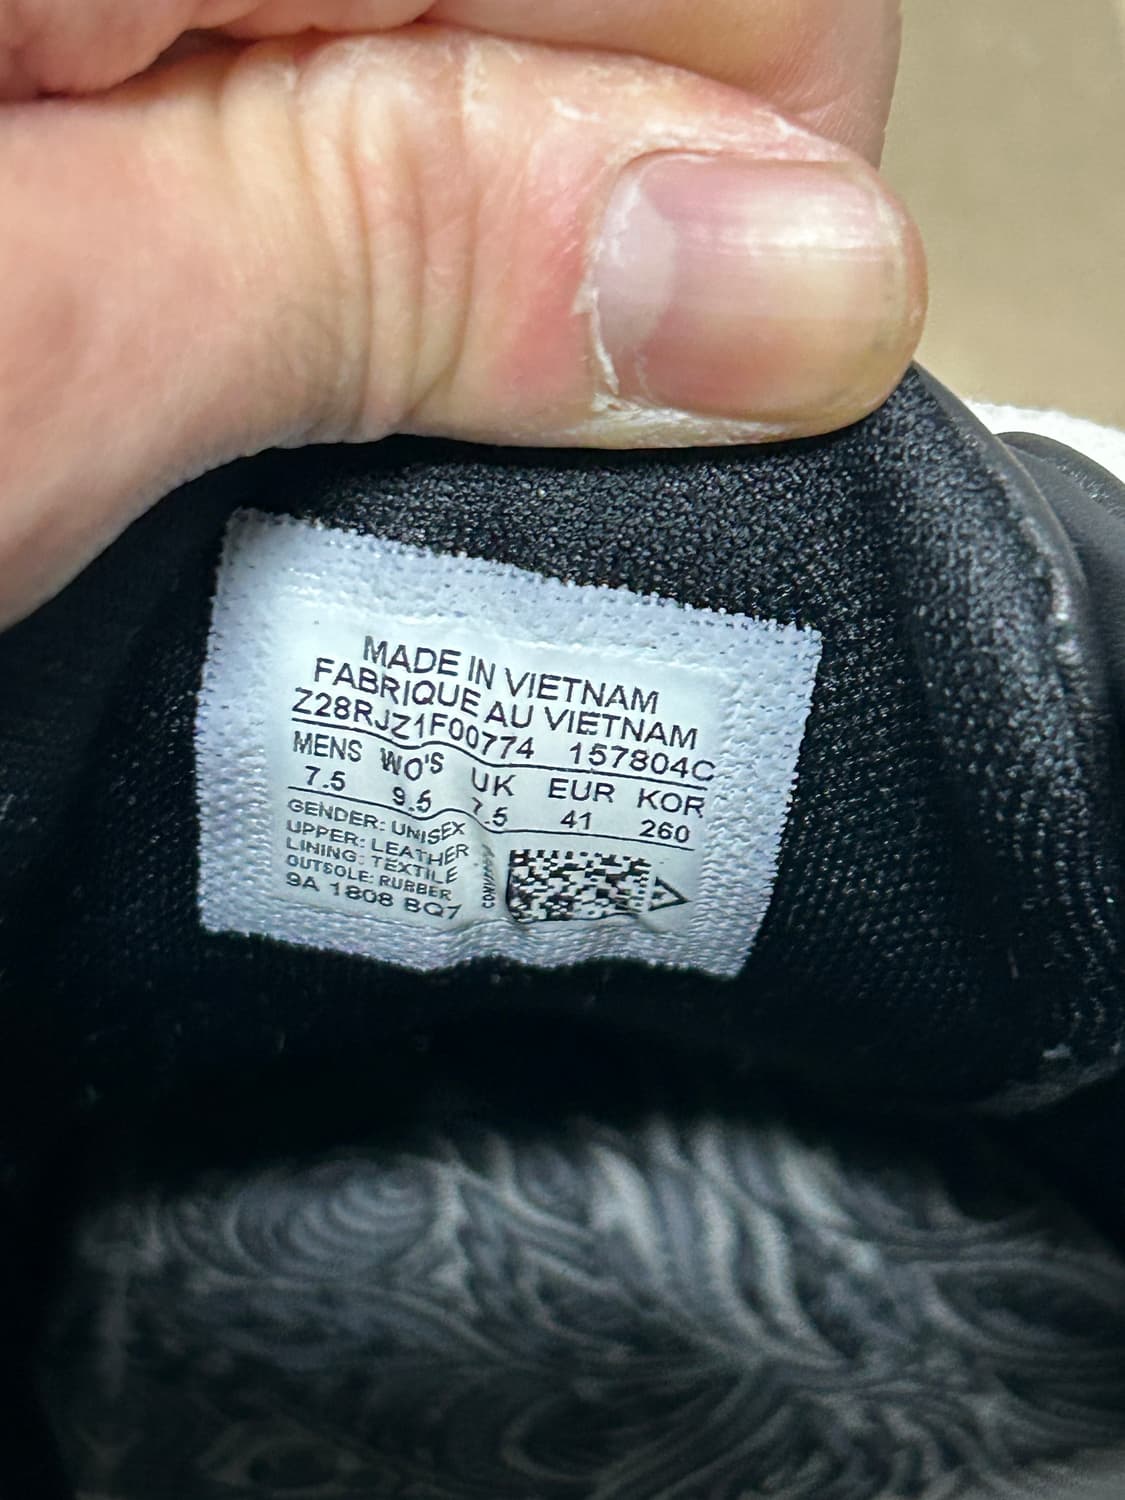 MADE IN VIETNAM
FABRIQUE AU VIETNAM
Z28RJZ1F00774 157804C
MENS WO'S UK EUR KOR
7.5 9.5 7.5 41 260
GENDER: UNISEX
UPPER: LEATHER
LINING: TEXTILE
OUTSOLE: RUBBER
9A 1808 BQ7